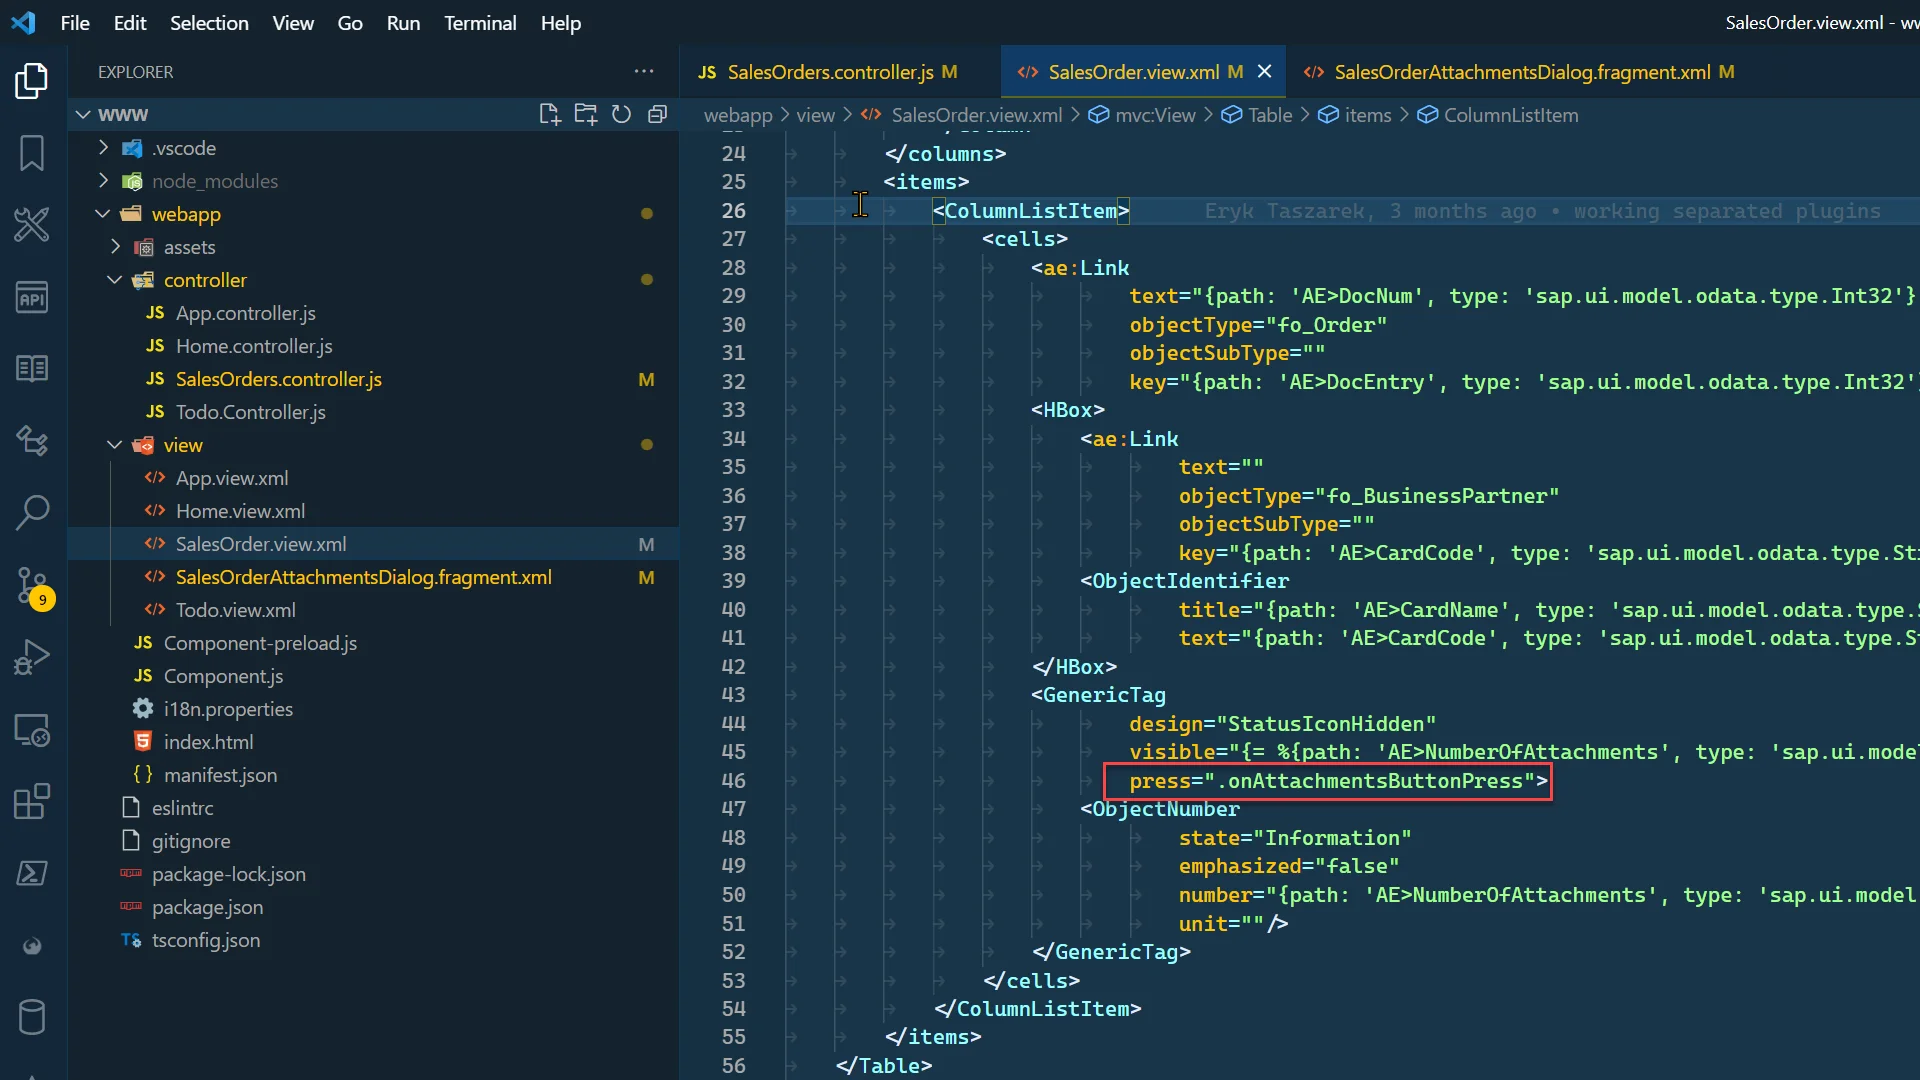 File Edit Selection View Go Run Terminal Help
SalesOrder.view.xml - ww
EXPLORER ...
JS SalesOrders.controller.js M
SalesOrder.view.xml M
SalesOrderAttachmentsDialog.fragment.xml M
WWW
webapp > view > SalesOrder.view.xml > mvc:View > Table > items > ColumnListItem
.vscode
node_modules
webapp
assets
controller
JS App.controller.js
JS Home.controller.js
JS SalesOrders.controller.js M
JS Todo.Controller.js
view
App.view.xml
Home.view.xml
SalesOrder.view.xml M
SalesOrderAttachmentsDialog.fragment.xml M
Todo.view.xml
JS Component-preload.js
JS Component.js
i18n.properties
5 index.html
{} manifest.json
eslintrc
gitignore
package-lock.json
package.json
TS tsconfig.json
API
9
24 </columns>
25 <items>
26 <ColumnListItem> Eryk Taszarek, 3 months ago • working separated plugins
27 <cells>
28 <ae:Link
29 text="{path: 'AE>DocNum', type: 'sap.ui.model.odata.type.Int32'}
30 objectType="fo_Order"
31 objectSubType=""
32 key="{path: 'AE>DocEntry', type: 'sap.ui.model.odata.type.Int32'}
33 <HBox>
34 <ae:Link
35 text=""
36 objectType="fo_BusinessPartner"
37 objectSubType=""
38 key="{path: 'AE>CardCode', type: 'sap.ui.model.odata.type.Str
39 <ObjectIdentifier
40 title="{path: 'AE>CardName', type: 'sap.ui.model.odata.type.S
41 text="{path: 'AE>CardCode', type: 'sap.ui.model.odata.type.St
42 </HBox>
43 <GenericTag
44 design="StatusIconHidden"
45 visible="{= %{path: 'AE>NumberOfAttachments', type: 'sap.ui.mode
46 press=".onAttachmentsButtonPress">
47 <ObjectNumber
48 state="Information"
49 emphasized="false"
50 number="{path: 'AE>NumberOfAttachments', type: 'sap.ui.model
51 unit=""/>
52 </GenericTag>
53 </cells>
54 </ColumnListItem>
55 </items>
56 </Table>